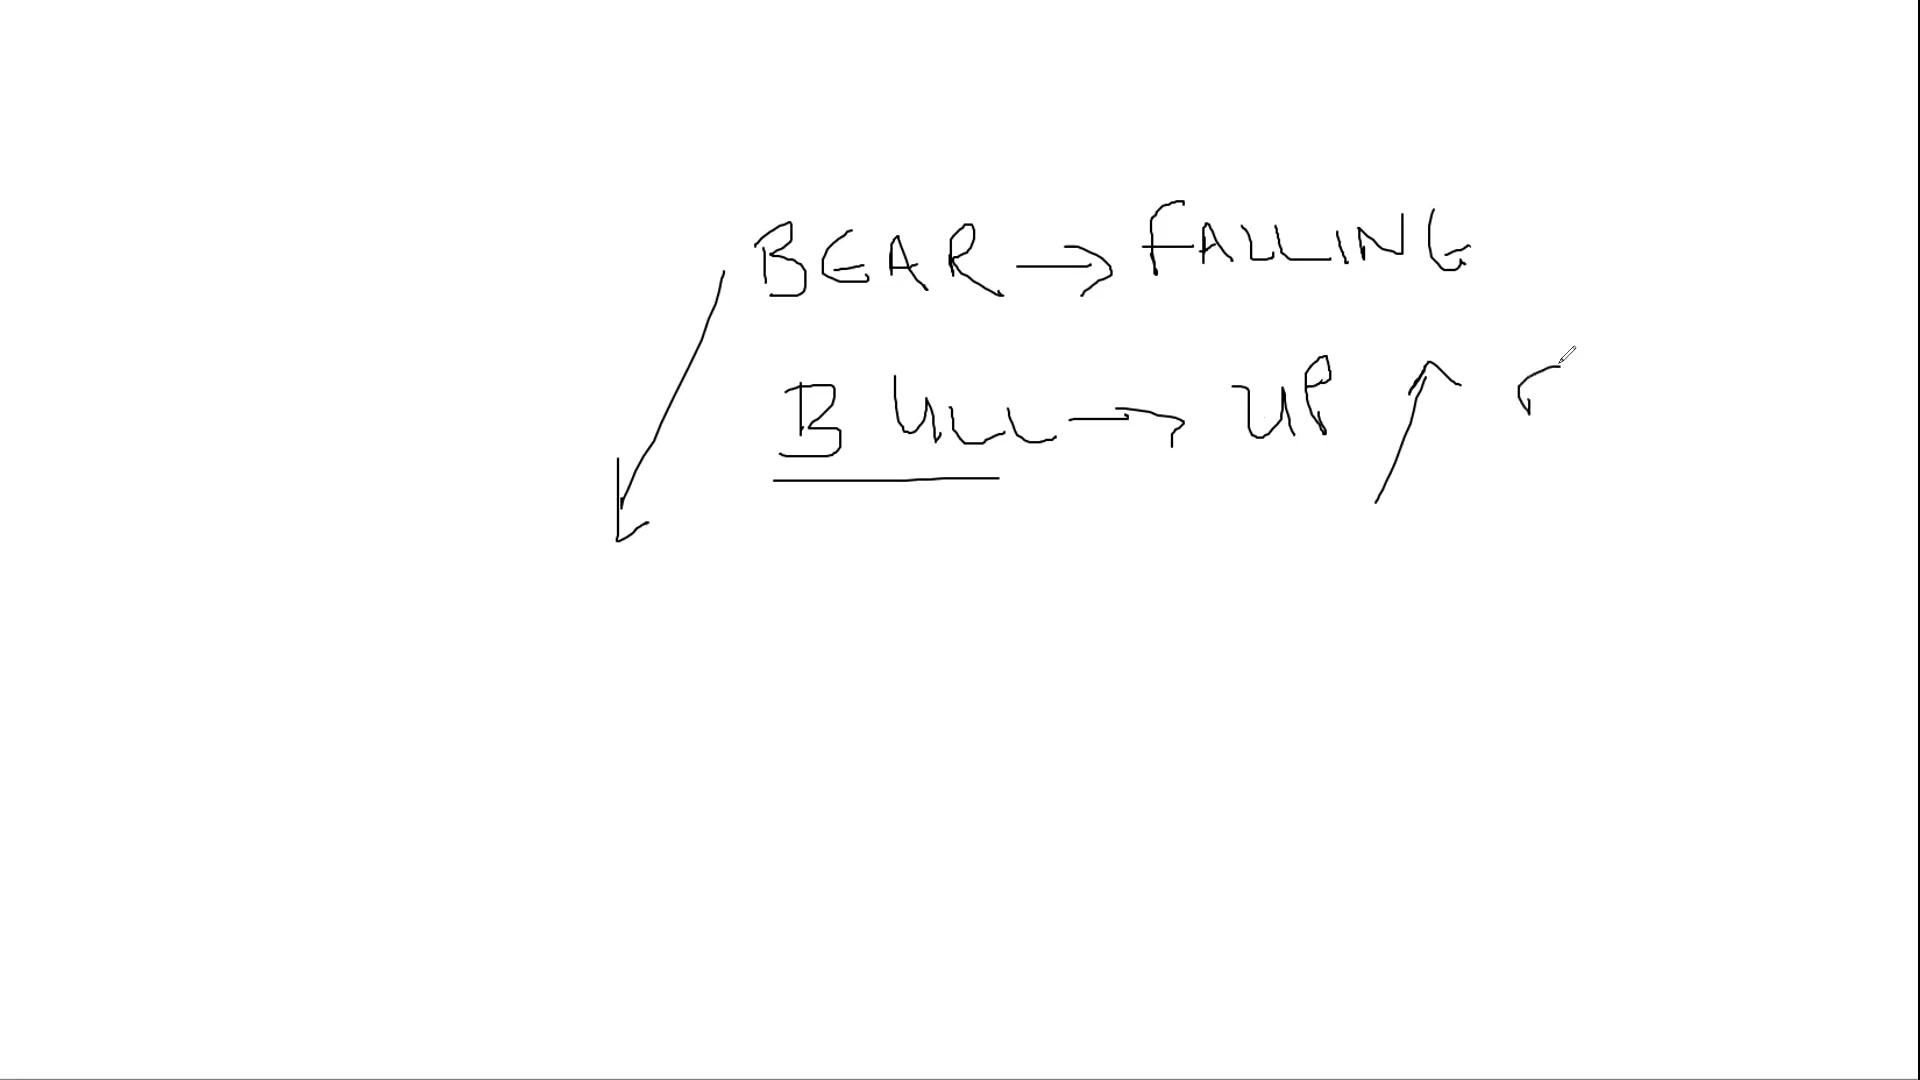 BEAR → FALLING
BULL → UP ↑